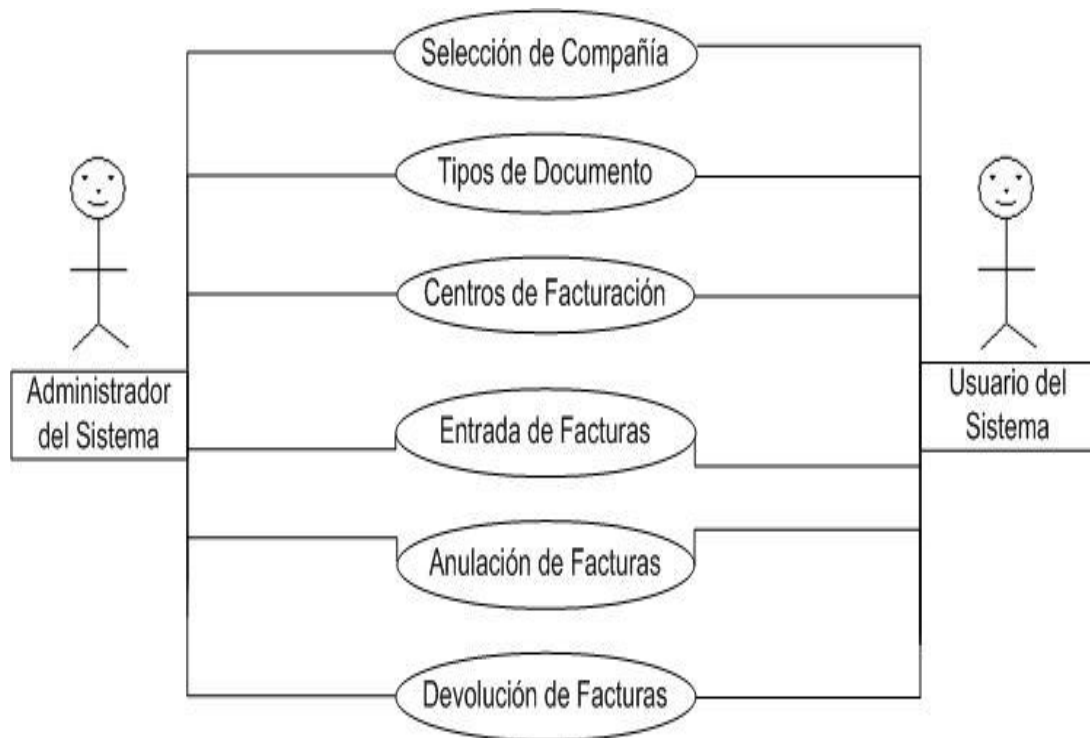 Selección de Compañía
Tipos de Documento
Centros de Facturación
Administrador
del Sistema
Usuario del
Sistema
Entrada de Facturas
Anulación de Facturas
Devolución de Facturas